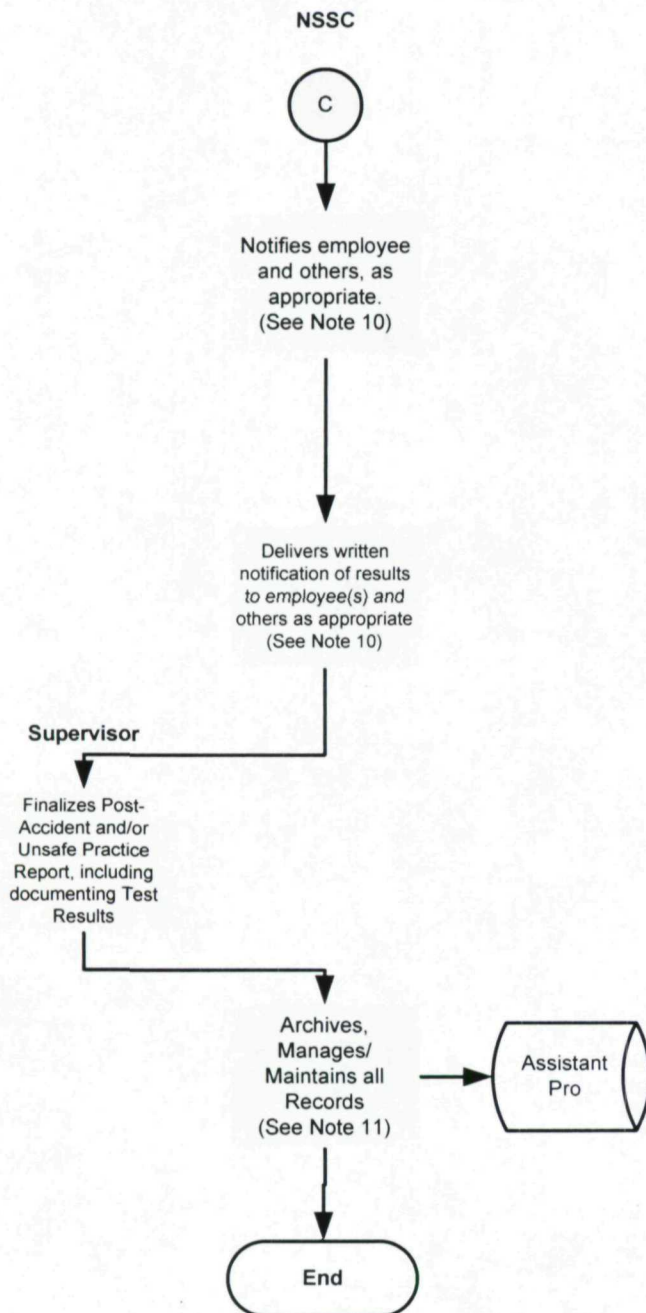 NSSC
C
Notifies employee
and others, as
appropriate.
(See Note 10)
Delivers written
notification of results
to employee(s) and
others as appropriate
(See Note 10)
Supervisor
Finalizes Post-
Accident and/or
Unsafe Practice
Report, including
documenting Test
Results
Archives,
Manages/
Maintains all
Records
(See Note 11)
Assistant
Pro
End